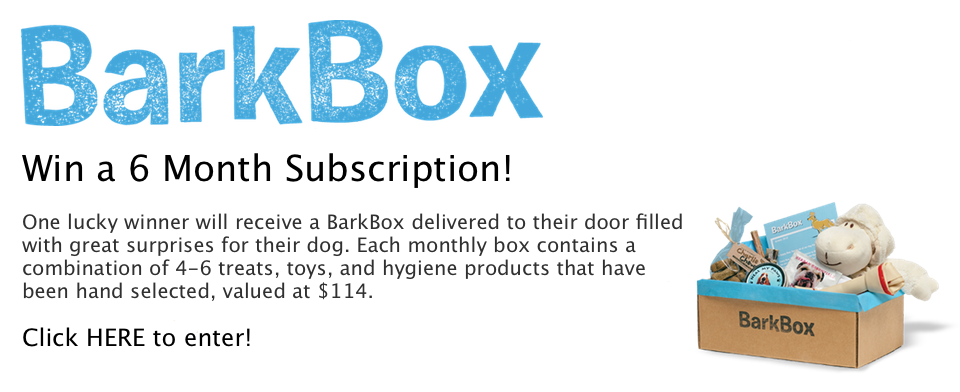 BarkBox
Win a 6 Month Subscription!
One lucky winner will receive a BarkBox delivered to their door filled
with great surprises for their dog. Each monthly box contains a
combination of 4-6 treats, toys, and hygiene products that have
been hand selected, valued at $114.
Click HERE to enter!
BarkBox
BarkBox